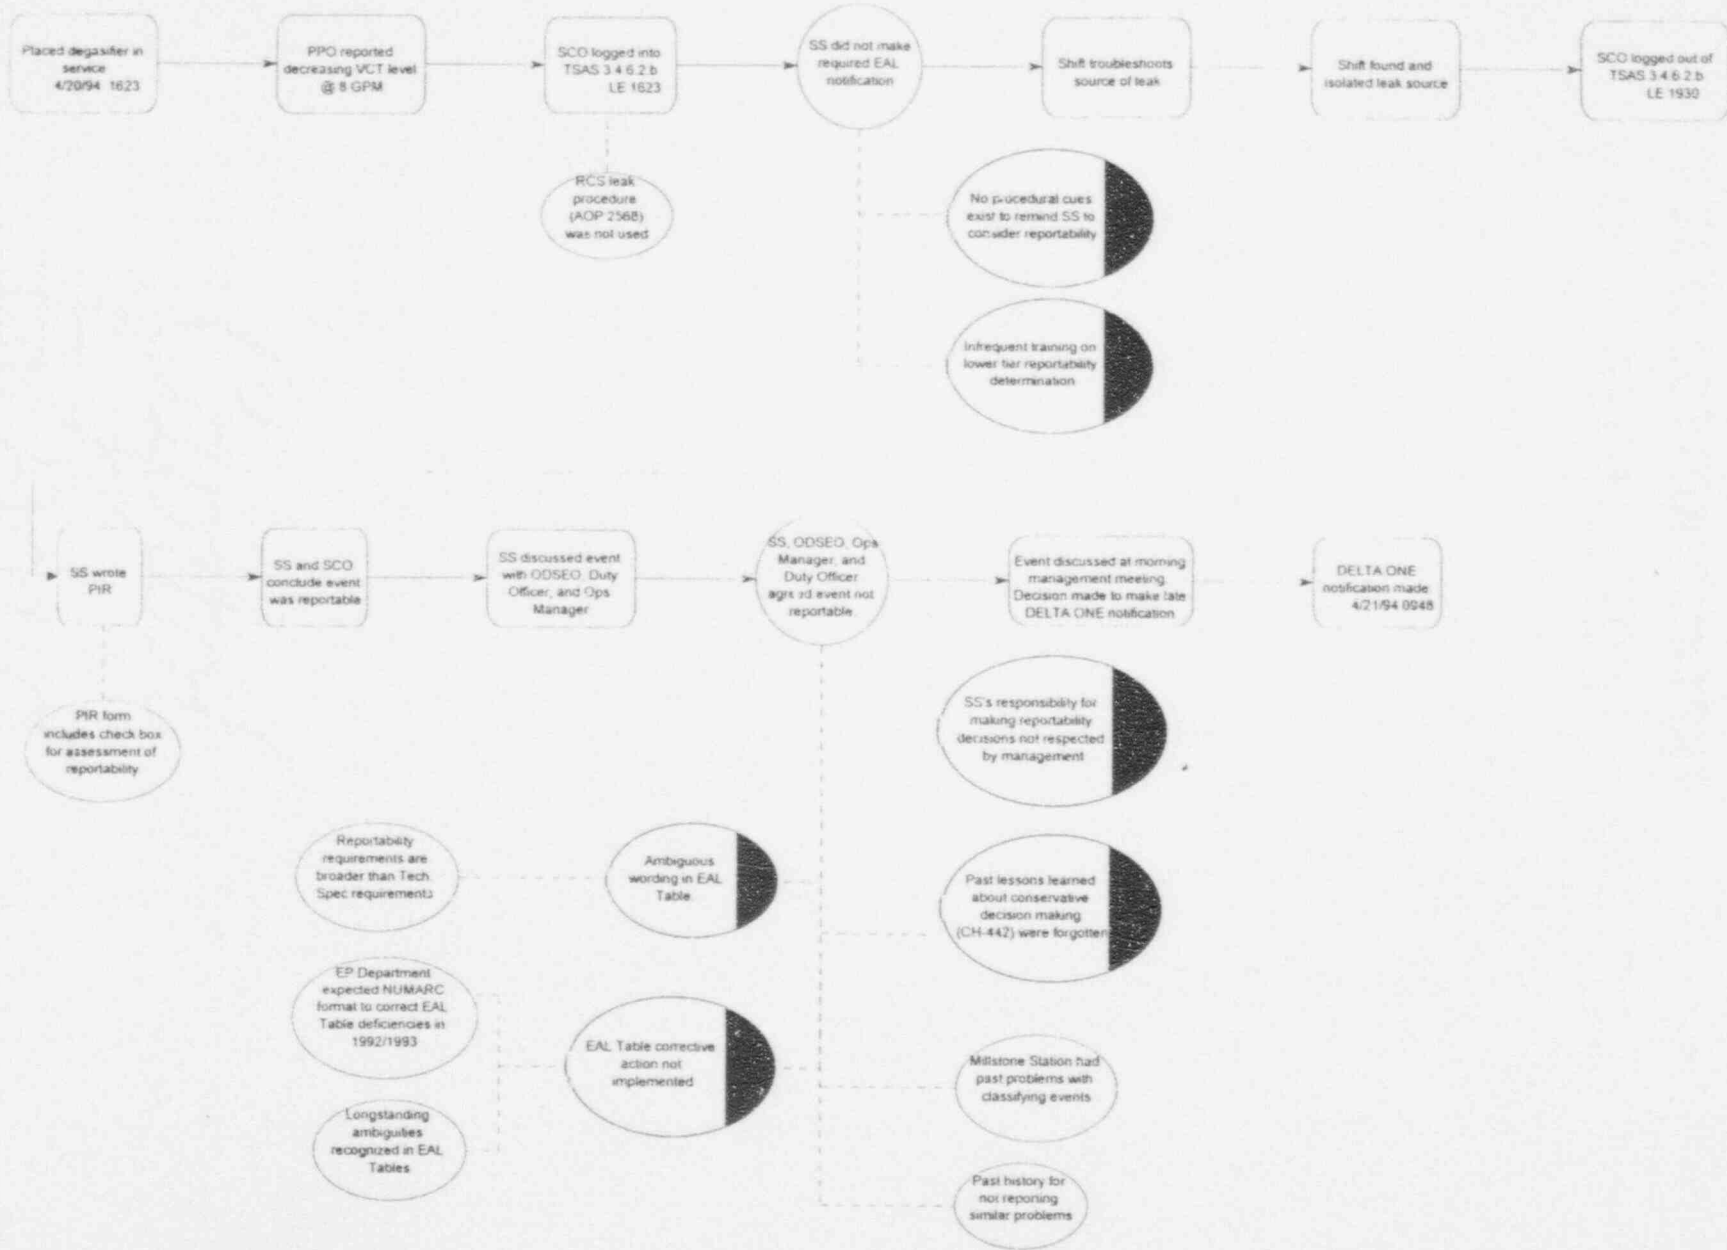 Placed degasifier in
service
4/20/94 1623
PPO reported
decreasing VCT level
@ 8 GPM
SCO logged into
TSAS 3.4.6.2.b
LE 1623
SS did not make
required EAL
notification
Shift troubleshoots
source of leak
Shift found and
isolated leak source
SCO logged out of
TSAS 3.4.6.2.b
LE 1930
RCS leak
procedure
(AOP 2568)
was not used
No procedural cues
exist to remind SS to
consider reportability
Infrequent training on
lower tier reportability
determination
SS wrote
PIR
SS and SCO
conclude event
was reportable
SS discussed event
with ODSEO, Duty
Officer, and Ops
Manager
SS, ODSEO, Ops
Manager, and
Duty Officer
agreed event not
reportable.
Event discussed at morning
management meeting.
Decision made to make late
DELTA ONE notification
DELTA ONE
notification made
4/21/94 0948
PIR form
includes check box
for assessment of
reportability
SS's responsibility for
making reportability
decisions not respected
by management
Reportability
requirements are
broader than Tech.
Spec requirements
Ambiguous
wording in EAL
Table.
Past lessons learned
about conservative
decision making
(CH-442) were forgotten
EP Department
expected NUMARC
format to correct EAL
Table deficiencies in
1992/1993
EAL Table corrective
action not
implemented
Millstone Station had
past problems with
classifying events
Longstanding
ambiguities
recognized in EAL
Tables
Past history for
not reporting
similar problems